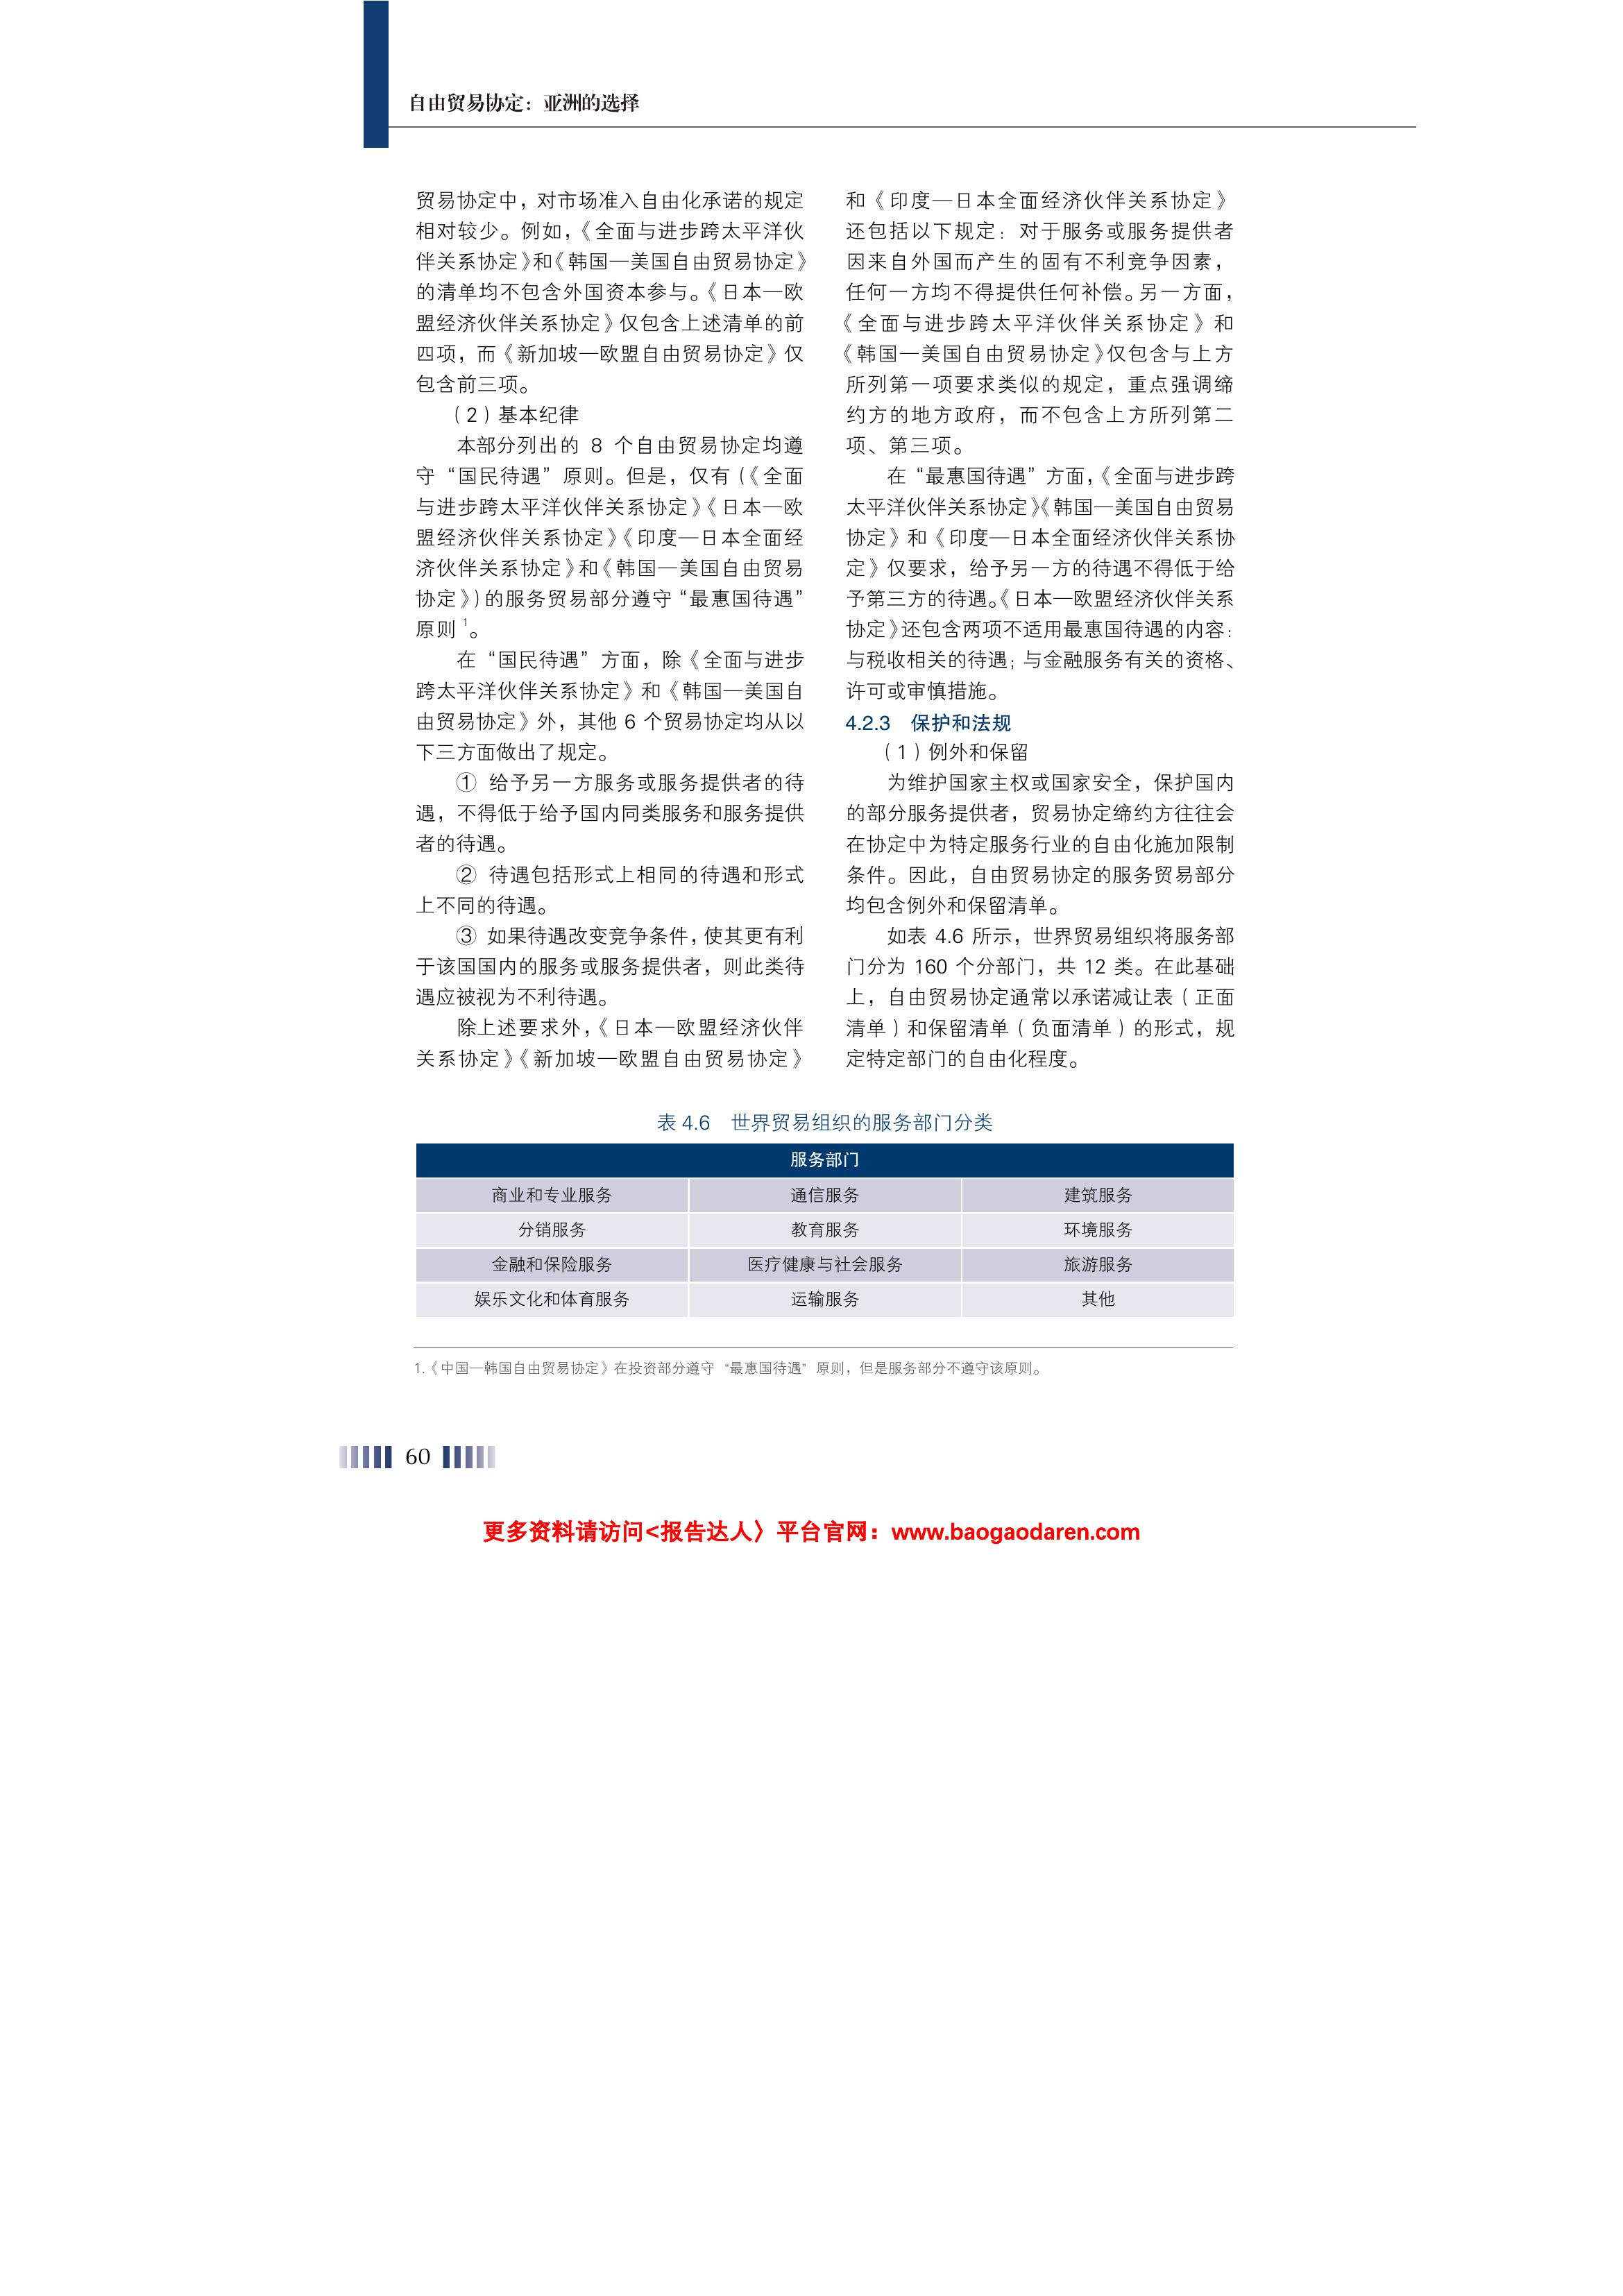 自由贸易协定：亚洲的选择
贸易协定中，对市场准入自由化承诺的规定
相对较少。例如，《全面与进步跨太平洋伙
伴关系协定》和《韩国—美国自由贸易协定》
的清单均不包含外国资本参与。《日本—欧
盟经济伙伴关系协定》仅包含上述清单的前
四项，而《新加坡—欧盟自由贸易协定》仅
包含前三项。
（2）基本纪律
本部分列出的 8 个自由贸易协定均遵
守“国民待遇”原则。但是，仅有（《全面
与进步跨太平洋伙伴关系协定》《日本—欧
盟经济伙伴关系协定》《印度—日本全面经
济伙伴关系协定》和《韩国—美国自由贸易
协定》）的服务贸易部分遵守“最惠国待遇”
原则1。
在“国民待遇”方面，除《全面与进步
跨太平洋伙伴关系协定》和《韩国—美国自
由贸易协定》外，其他 6 个贸易协定均从以
下三方面做出了规定。
① 给予另一方服务或服务提供者的待
遇，不得低于给予国内同类服务和服务提供
者的待遇。
② 待遇包括形式上相同的待遇和形式
上不同的待遇。
③ 如果待遇改变竞争条件，使其更有利
于该国国内的服务或服务提供者，则此类待
遇应被视为不利待遇。
除上述要求外，《日本—欧盟经济伙伴
关系协定》《新加坡—欧盟自由贸易协定》
和《印度—日本全面经济伙伴关系协定》
还包括以下规定：对于服务或服务提供者
因来自外国而产生的固有不利竞争因素，
任何一方均不得提供任何补偿。另一方面，
《全面与进步跨太平洋伙伴关系协定》和
《韩国—美国自由贸易协定》仅包含与上方
所列第一项要求类似的规定，重点强调缔
约方的地方政府，而不包含上方所列第二
项、第三项。
在“最惠国待遇”方面，《全面与进步跨
太平洋伙伴关系协定》《韩国—美国自由贸易
协定》和《印度—日本全面经济伙伴关系协
定》仅要求，给予另一方的待遇不得低于给
予第三方的待遇。《日本—欧盟经济伙伴关系
协定》还包含两项不适用最惠国待遇的内容：
与税收相关的待遇；与金融服务有关的资格、
许可或审慎措施。
4.2.3 保护和法规
（1）例外和保留
为维护国家主权或国家安全，保护国内
的部分服务提供者，贸易协定缔约方往往会
在协定中为特定服务行业的自由化施加限制
条件。因此，自由贸易协定的服务贸易部分
均包含例外和保留清单。
如表 4.6 所示，世界贸易组织将服务部
门分为 160 个分部门，共 12 类。在此基础
上，自由贸易协定通常以承诺减让表（正面
清单）和保留清单（负面清单）的形式，规
定特定部门的自由化程度。
表 4.6 世界贸易组织的服务部门分类
服务部门
商业和专业服务 通信服务 建筑服务
分销服务 教育服务 环境服务
金融和保险服务 医疗健康与社会服务 旅游服务
娱乐文化和体育服务 运输服务 其他
1.《中国—韩国自由贸易协定》在投资部分遵守“最惠国待遇”原则，但是服务部分不遵守该原则。
60
更多资料请访问<报告达人〉平台官网：www.baogaodaren.com